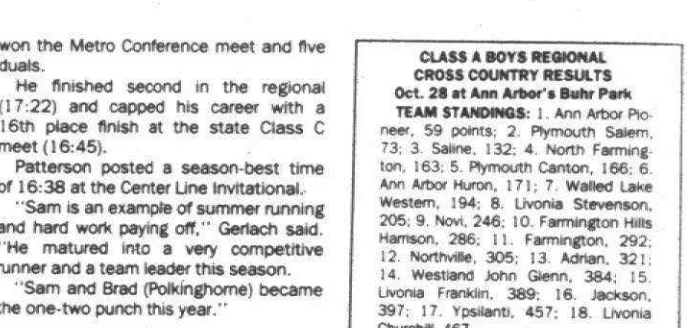 won the Metro Conference meet and five
duals.
He finished second in the regional
(17:22) and capped his career with a
16th place finish at the state Class C
meet (16:45).
Patterson posted a season-best time
of 16:38 at the Center Line Invitational.
"Sam is an example of summer running
and hard work paying off," Gerlach said.
"He matured into a very competitive
runner and a team leader this season.
"Sam and Brad (Polkinghorne) became
the one-two punch this year."
CLASS A BOYS REGIONAL
CROSS COUNTRY RESULTS
Oct. 28 at Ann Arbor's Buhr Park
TEAM STANDINGS: 1. Ann Arbor Pio-
neer, 59 points; 2. Plymouth Salem,
73; 3. Saline, 132; 4. North Farming-
ton, 163; 5. Plymouth Canton, 166; 6.
Ann Arbor Huron, 171; 7. Walled Lake
Western, 194; 8. Livonia Stevenson,
205; 9. Novi, 246; 10. Farmington Hills
Harrison, 286; 11. Farmington, 292;
12. Northville, 305; 13. Adrian, 321;
14. Westland John Glenn, 384; 15.
Livonia Franklin, 389; 16. Jackson,
397; 17. Ypsilanti, 457; 18. Livonia
Churchill, 467